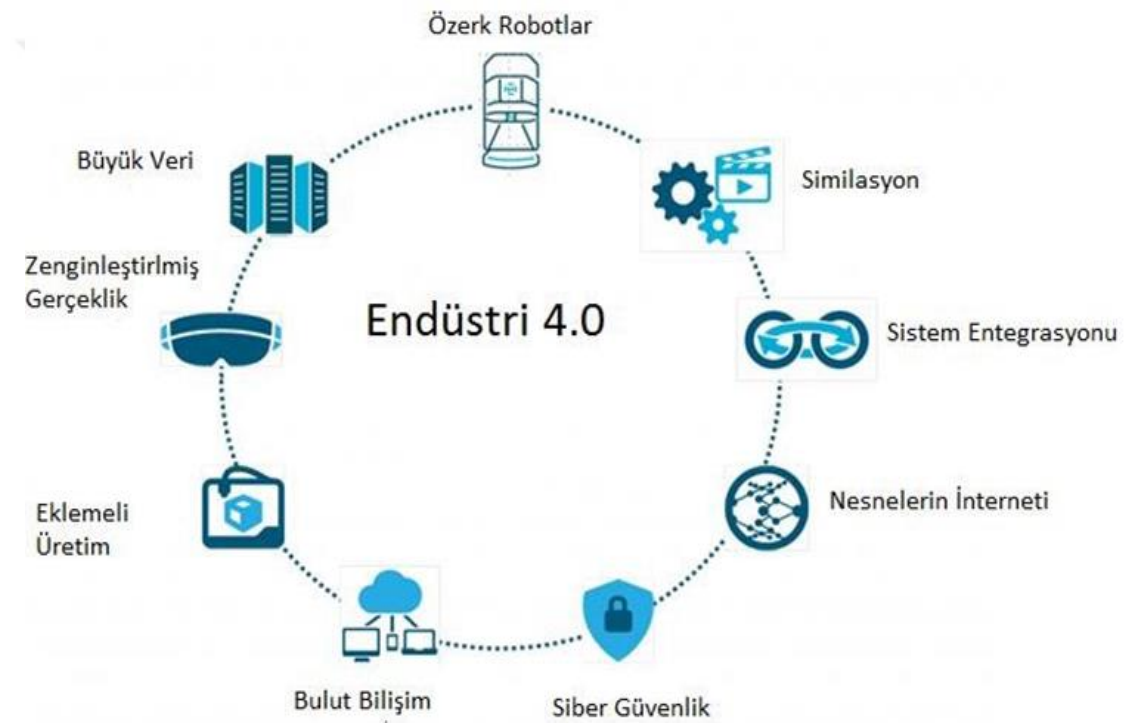 Özerk Robotlar
Büyük Veri
Similasyon
Zenginleştirlmiş
Gerçeklik
Endüstri 4.0
Sistem Entegrasyonu
Nesnelerin İnterneti
Eklemeli
Üretim
Bulut Bilişim
Siber Güvenlik